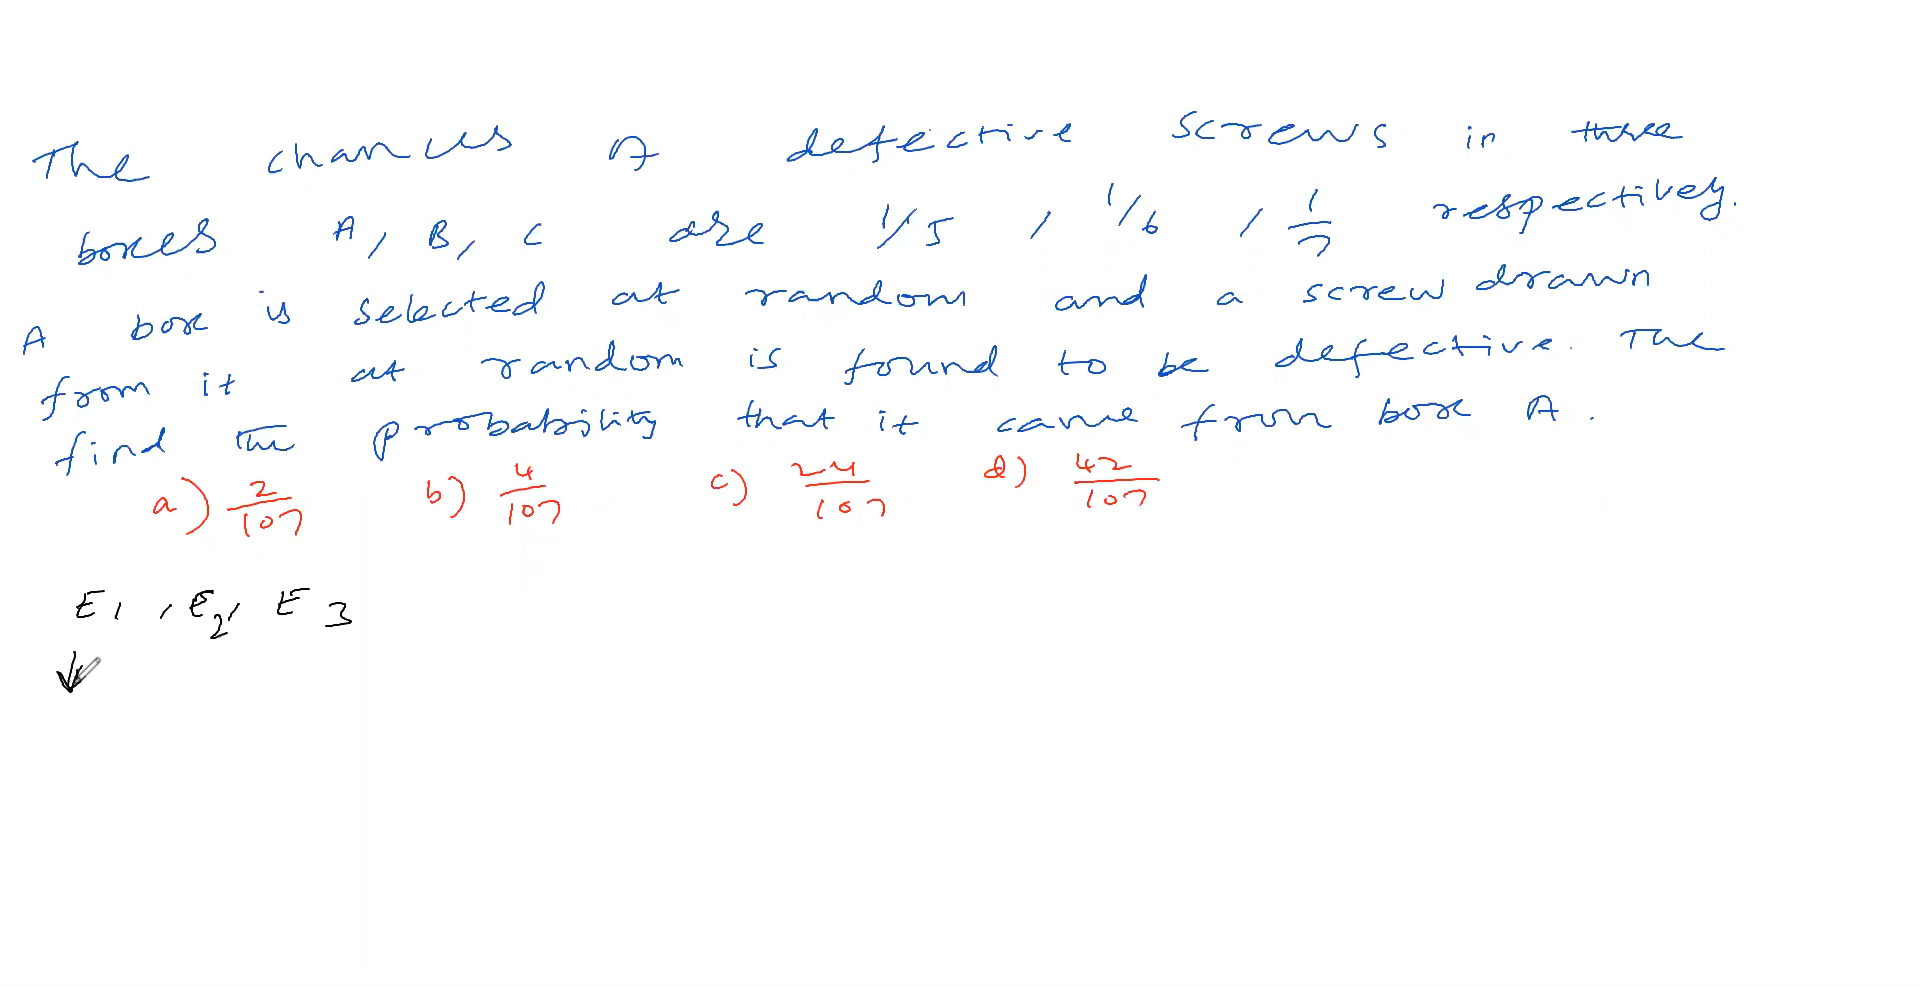 The chances of defective screws in three
boxes A, B, C are 1/5 , 1/6 , 1/7 respectively.
A box is selected at random and a screw drawn
from it at random is found to be defective. The
find the probability that it came from box A.
a) 2/107 b) 4/107 c) 24/107 d) 42/107
E1 , E2, E3